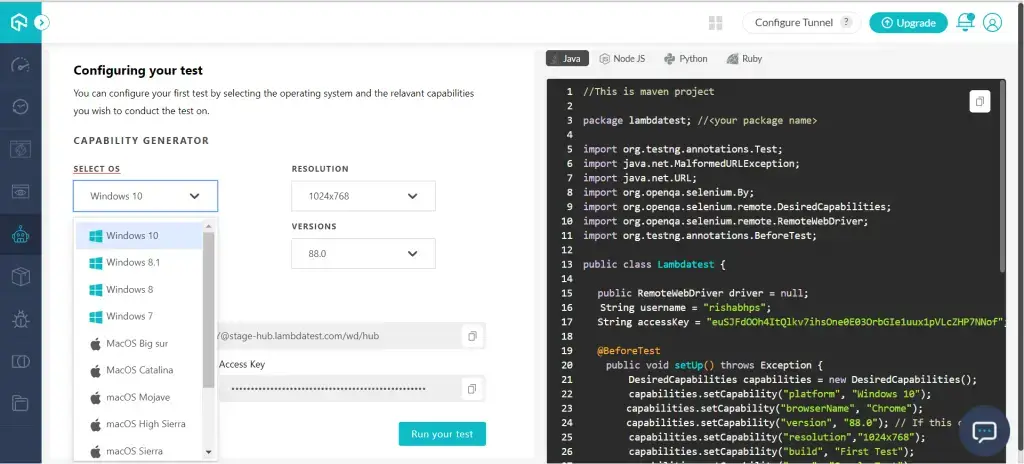 Configure Tunnel ?
Upgrade
Configuring your test
You can configure your first test by selecting the operating system and the relavant capabilities
you wish to conduct the test on.
CAPABILITY GENERATOR
SELECT OS
Windows 10
RESOLUTION
1024x768
VERSIONS
88.0
Windows 10
Windows 8.1
Windows 8
Windows 7
MacOS Big sur
MacOS Catalina
macOS Mojave
macOS High Sierra
macOS Sierra
@stage-hub.lambdatest.com/wd/hub
Access Key
Run your test
Java
Node JS
Python
Ruby
1 //This is maven project
2
3 package lambdatest; //<your package name>
4
5 import org.testng.annotations.Test;
6 import java.net.MalformedURLException;
7 import java.net.URL;
8 import org.openqa.selenium.By;
9 import org.openqa.selenium.remote.DesiredCapabilities;
10 import org.openqa.selenium.remote.RemoteWebDriver;
11 import org.testng.annotations.BeforeTest;
12
13 public class Lambdatest {
14
15 public RemoteWebDriver driver = null;
16 String username = "rishabhps";
17 String accessKey =
18
19 @BeforeTest
20 public void setUp() throws Exception {
21 DesiredCapabilities capabilities = new DesiredCapabilities();
22 capabilities.setCapability("platform", "Windows 10");
23 capabilities.setCapability("browserName", "Chrome");
24 capabilities.setCapability("version", "88.0"); // If this
25 capabilities.setCapability("resolution","1024x768");
26 capabilities.setCapability("build", "First Test");
27